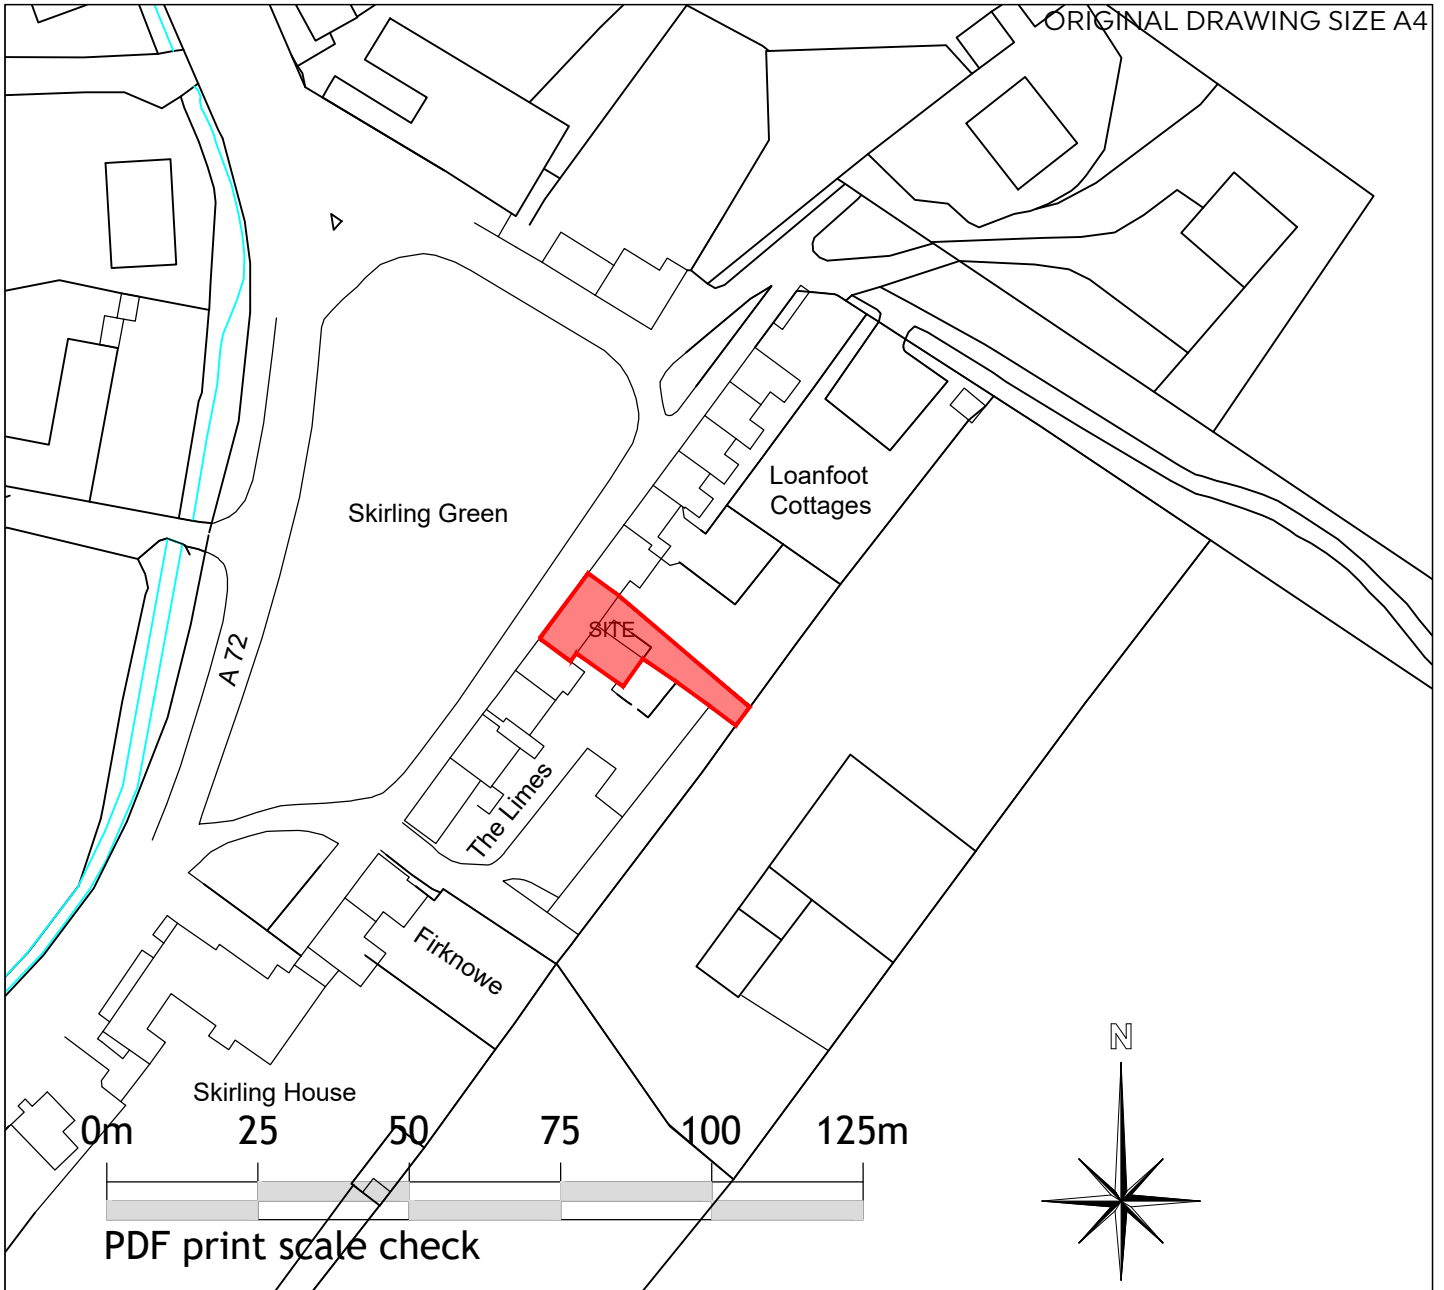 ORIGINAL DRAWING SIZE A4
Loanfoot
Cottages
Skirling Green
SITE
A 72
The Limes
Firknowe
N
Skirling House
0m 25 50 75 100 125m
PDF print scale check